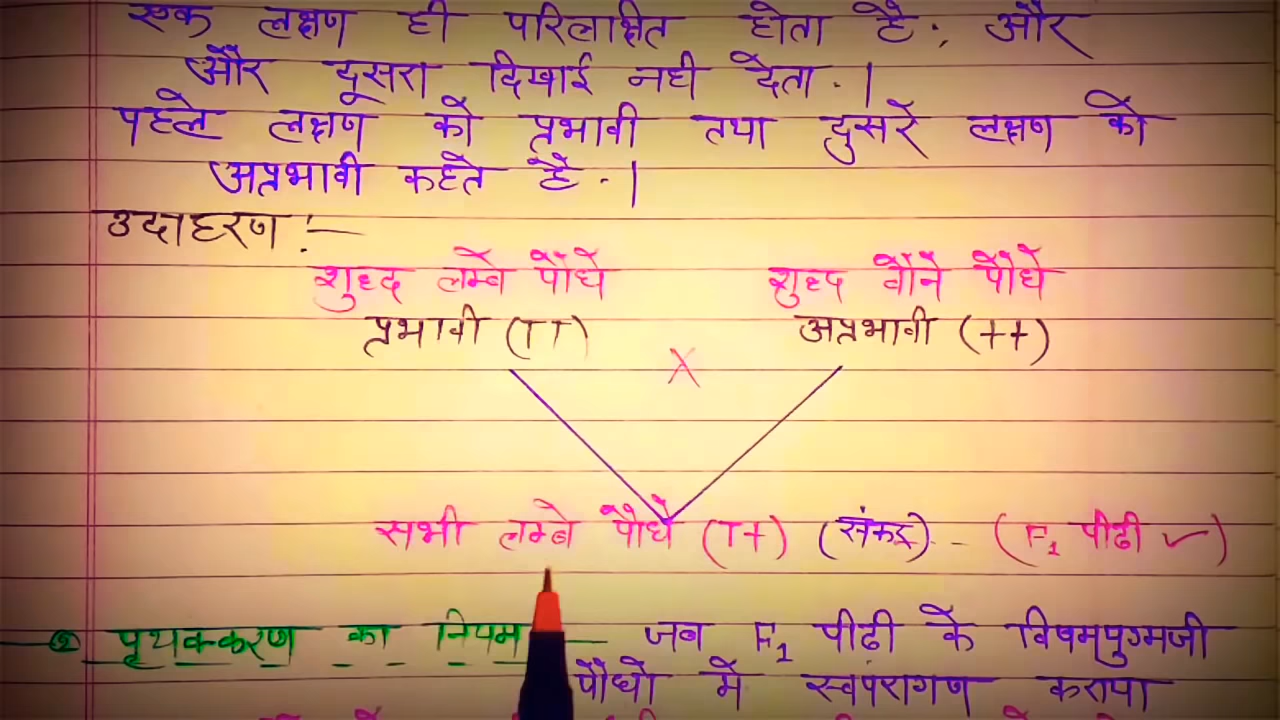 एक लक्षण ही परिलक्षित होता है. और
और दूसरा दिखाई नही देता. |
पहले लक्षण को प्रभावी तथा दुसरे लक्षण को
अप्रभावी कहते है. |
उदाहरण :-
शुद्ध लम्बे पौधे शुद्ध बौने पौधे
प्रभावी (TT) अप्रभावी (tt)
X
सभी लम्बे पौधे (Tt) (संकर) - (F₁ पीढी ✓)
② पृथक्करण का नियम - जब F₁ पीढी के विषमयुग्मजी
पौधो मे स्वपरागण कराया